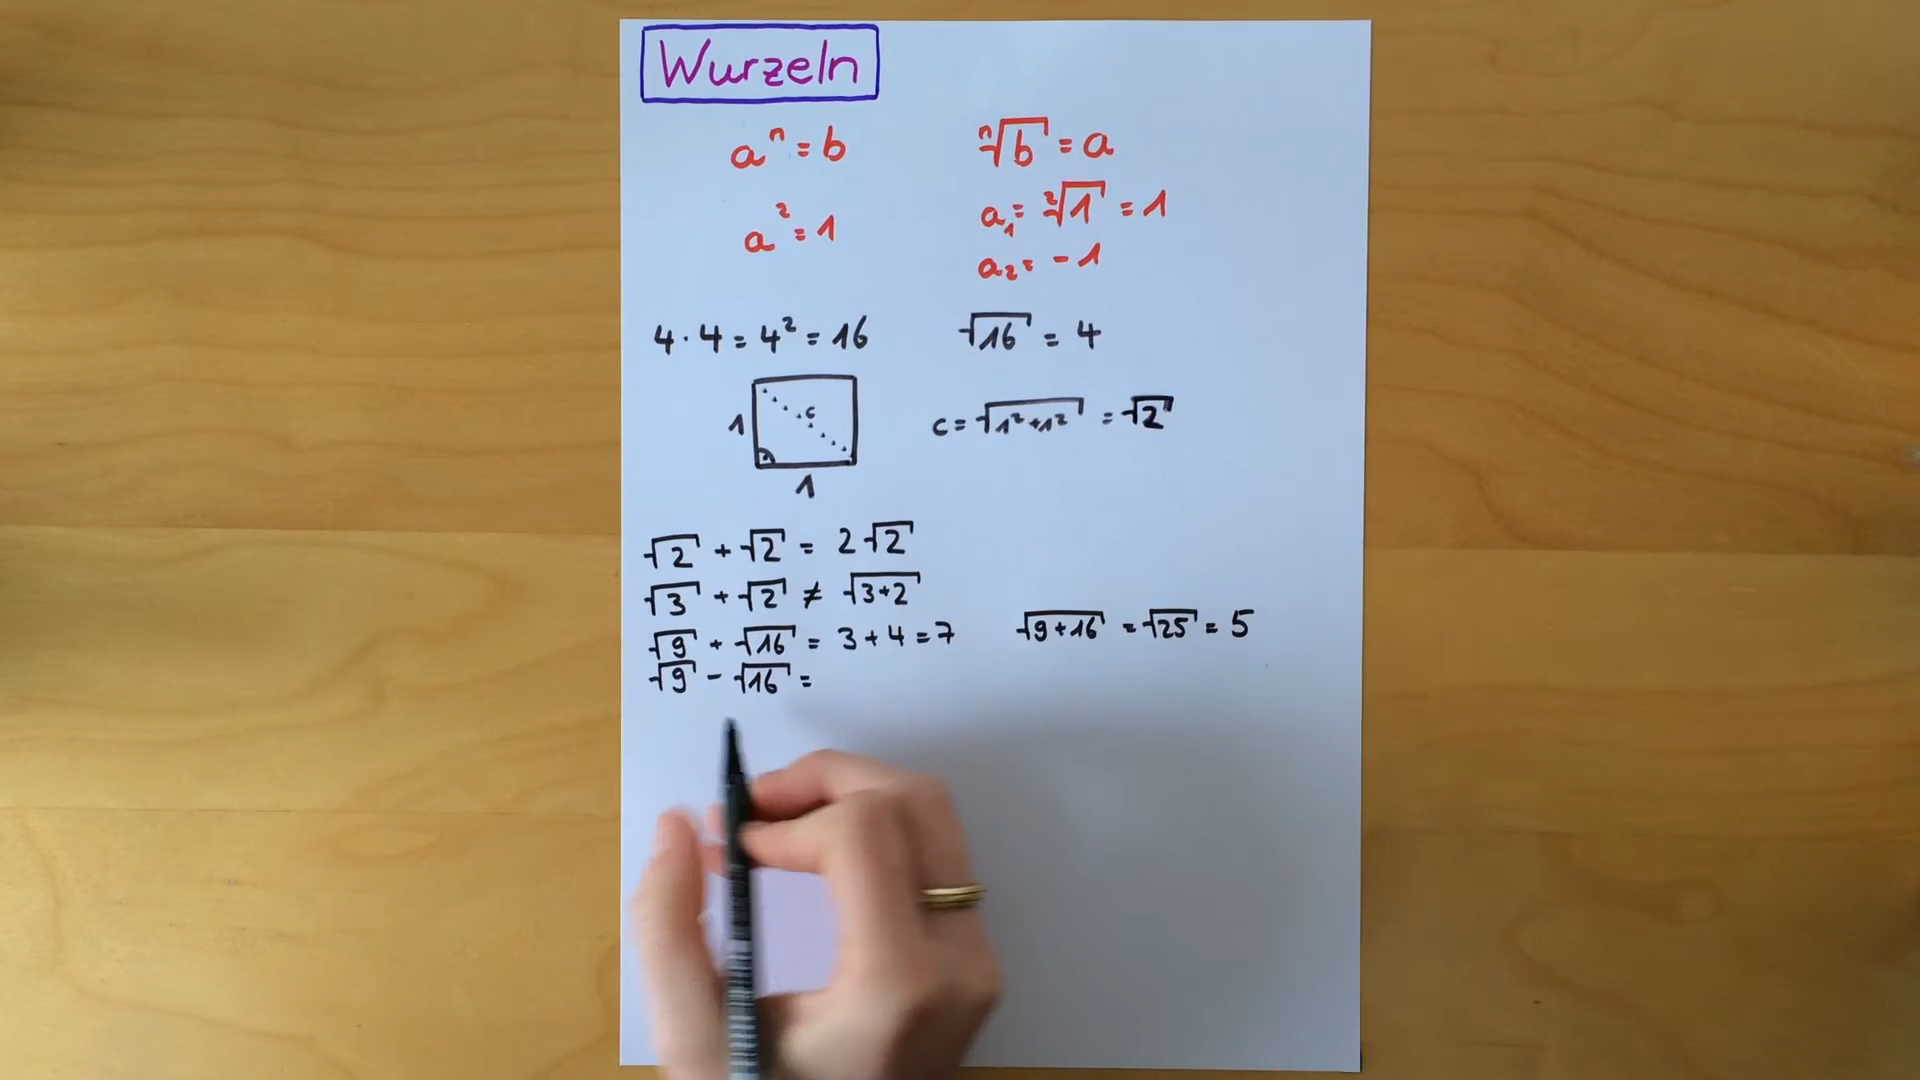 Wurzeln
aⁿ = b
ⁿ√b = a
a² = 1
a₁ = ²√1 = 1
a₂ = - 1
4 · 4 = 4² = 16
√16 = 4
c
1
1
c = √1²+1² = √2
√2 + √2 = 2√2
√3 + √2 ≠ √3+2
√9 + √16 = 3 + 4 = 7
√9+16 = √25 = 5
√9 - √16 =